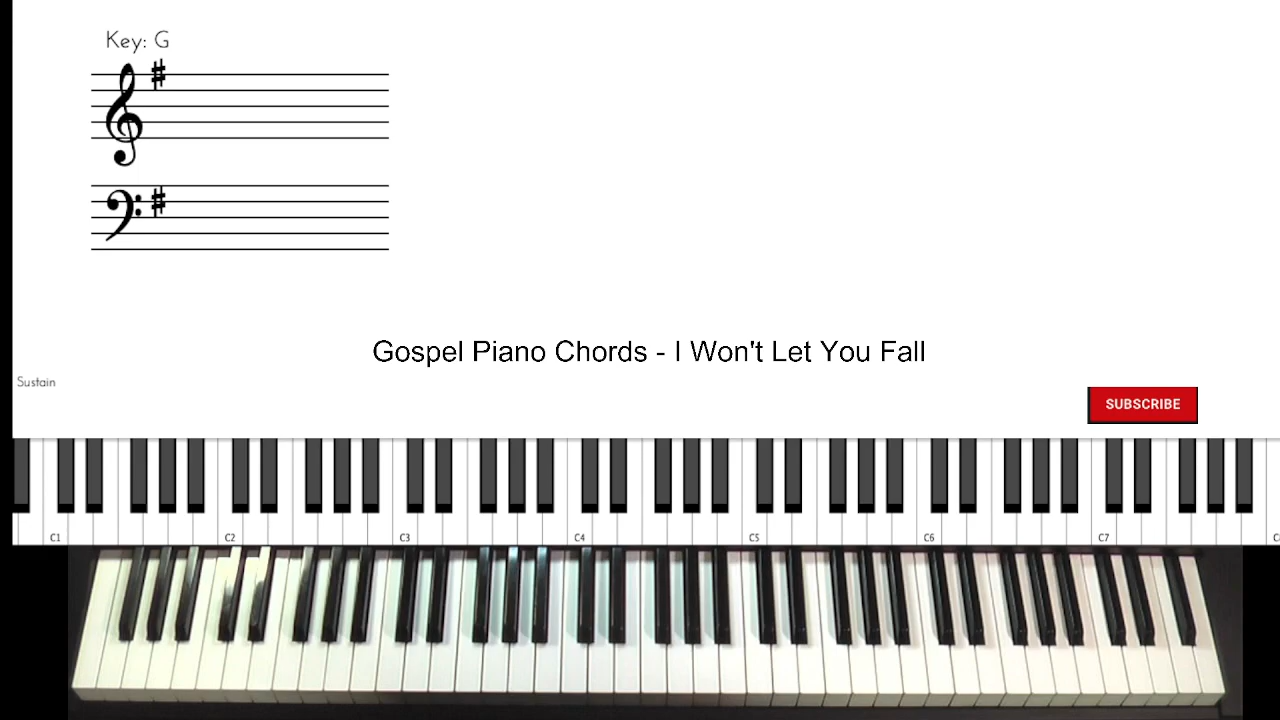 Key: G
Gospel Piano Chords - I Won't Let You Fall
Sustain
SUBSCRIBE
C1 C2 C3 C4 C5 C6 C7